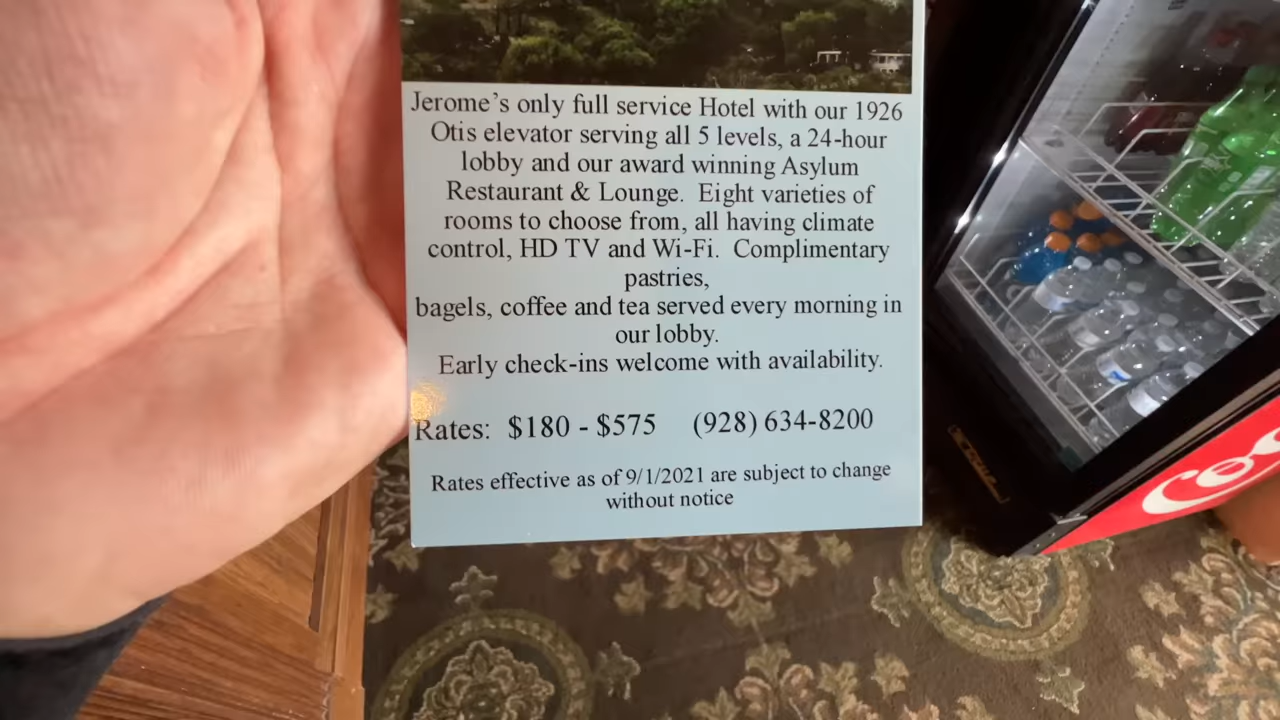 Jerome's only full service Hotel with our 1926
Otis elevator serving all 5 levels, a 24-hour
lobby and our award winning Asylum
Restaurant & Lounge. Eight varieties of
rooms to choose from, all having climate
control, HD TV and Wi-Fi. Complimentary
pastries,
bagels, coffee and tea served every morning in
our lobby.
Early check-ins welcome with availability.
Rates: $180 - $575 (928) 634-8200
Rates effective as of 9/1/2021 are subject to change
without notice